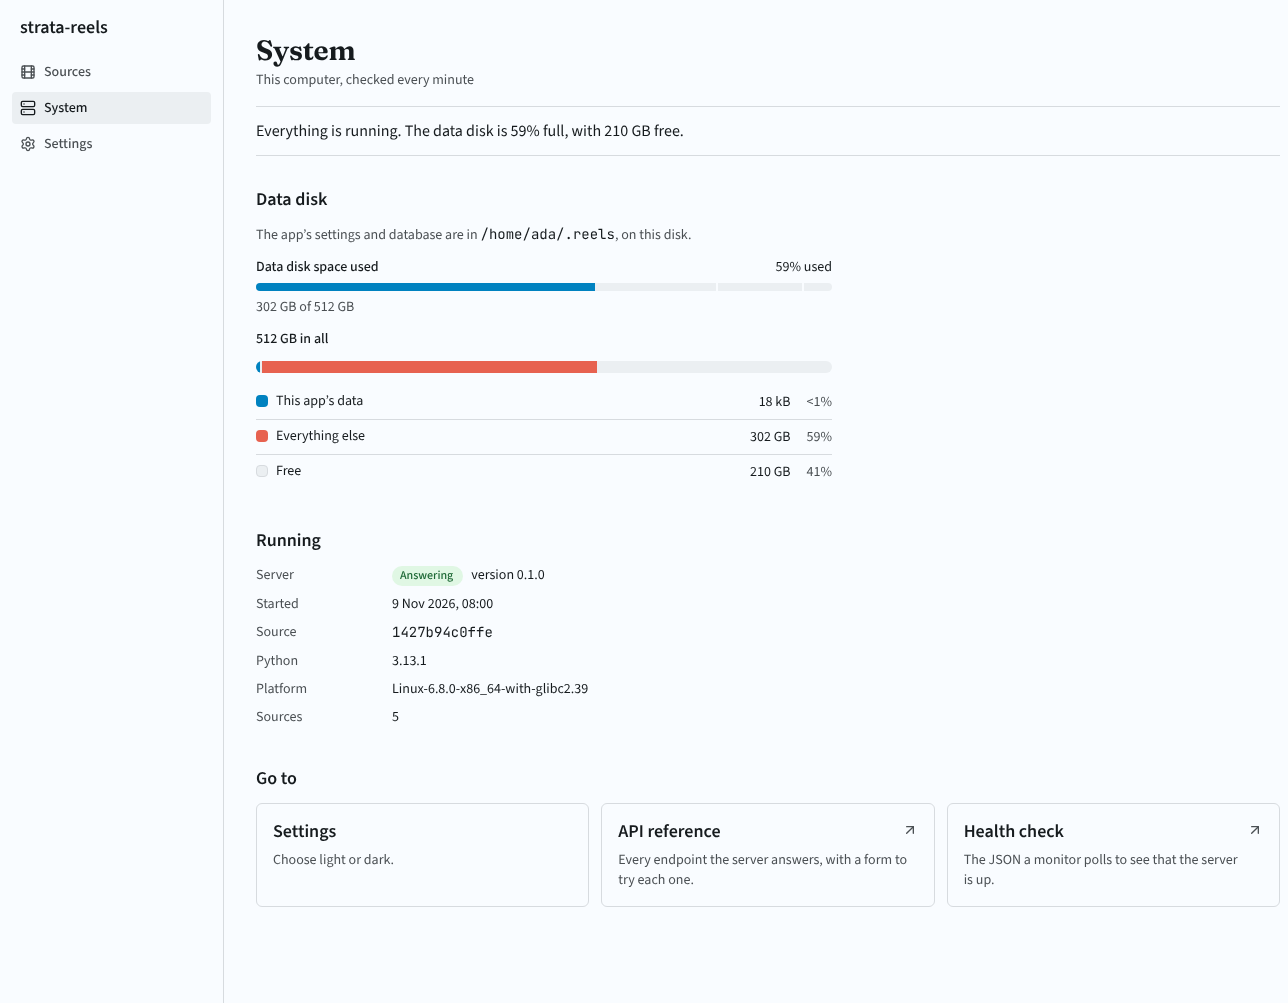 strata-reels
Sources
System
Settings
System
This computer, checked every minute
Everything is running. The data disk is 59% full, with 210 GB free.
Data disk
The app’s settings and database are in /home/ada/.reels, on this disk.
Data disk space used 59% used
302 GB of 512 GB
512 GB in all
This app’s data 18 kB <1%
Everything else 302 GB 59%
Free 210 GB 41%
Running
Server Answering version 0.1.0
Started 9 Nov 2026, 08:00
Source 1427b94c0ffe
Python 3.13.1
Platform Linux-6.8.0-x86_64-with-glibc2.39
Sources 5
Go to
Settings
Choose light or dark.
API reference
Every endpoint the server answers, with a form to
try each one.
Health check
The JSON a monitor polls to see that the server
is up.